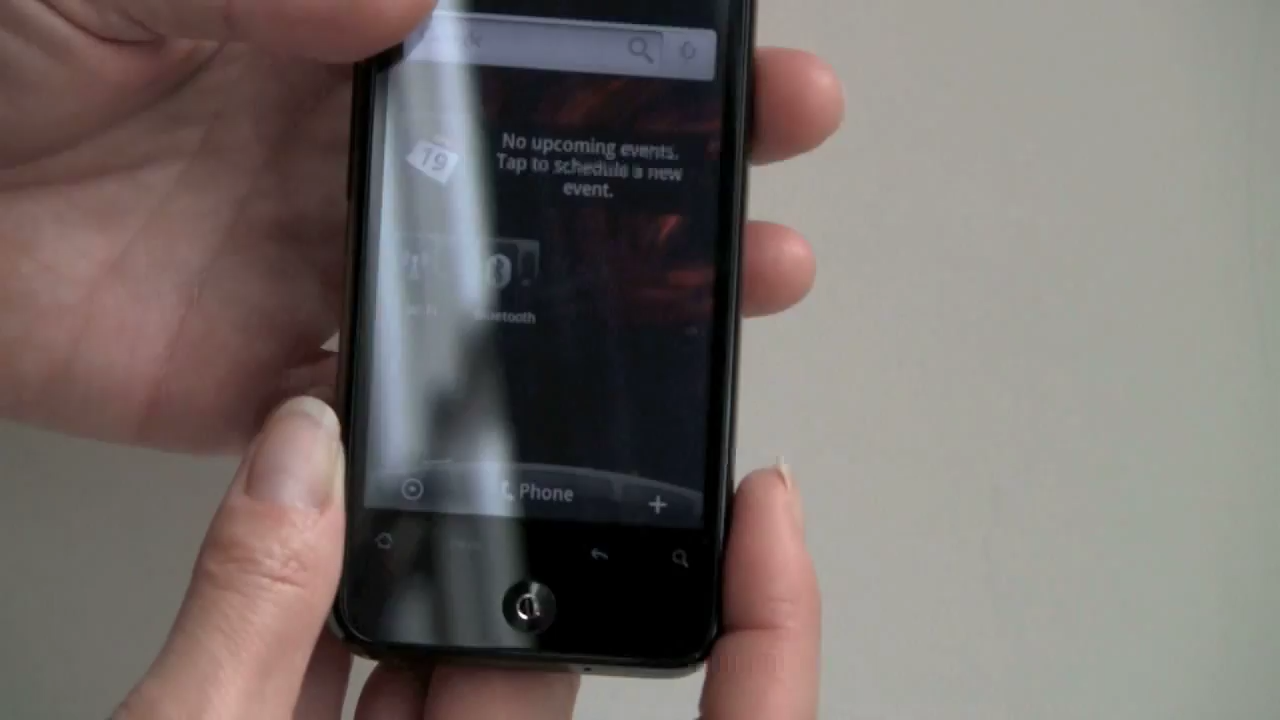 19
No upcoming events.
Tap to schedule a new
event.
Bluetooth
Phone